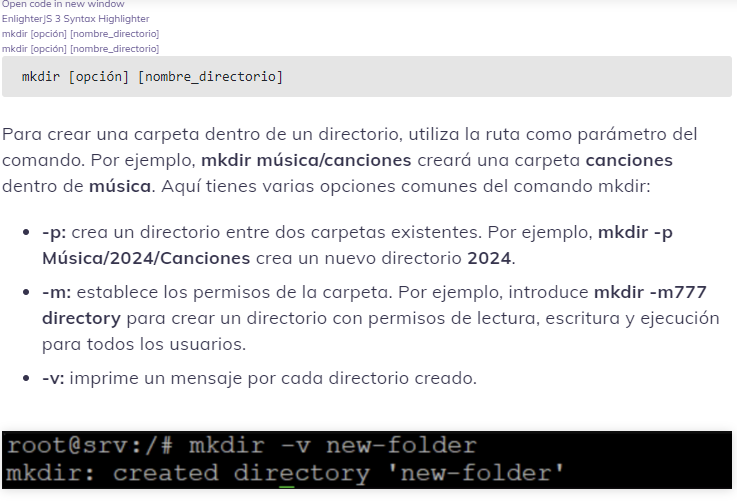 Open code in new window
EnlighterJS 3 Syntax Highlighter
mkdir [opción] [nombre_directorio]
mkdir [opción] [nombre_directorio]
mkdir [opción] [nombre_directorio]
Para crear una carpeta dentro de un directorio, utiliza la ruta como parámetro del
comando. Por ejemplo, mkdir música/canciones creará una carpeta canciones
dentro de música. Aquí tienes varias opciones comunes del comando mkdir:
• -p: crea un directorio entre dos carpetas existentes. Por ejemplo, mkdir -p
Música/2024/Canciones crea un nuevo directorio 2024.
• -m: establece los permisos de la carpeta. Por ejemplo, introduce mkdir -m777
directory para crear un directorio con permisos de lectura, escritura y ejecución
para todos los usuarios.
• -v: imprime un mensaje por cada directorio creado.
root@srv:/# mkdir -v new-folder
mkdir: created directory 'new-folder'